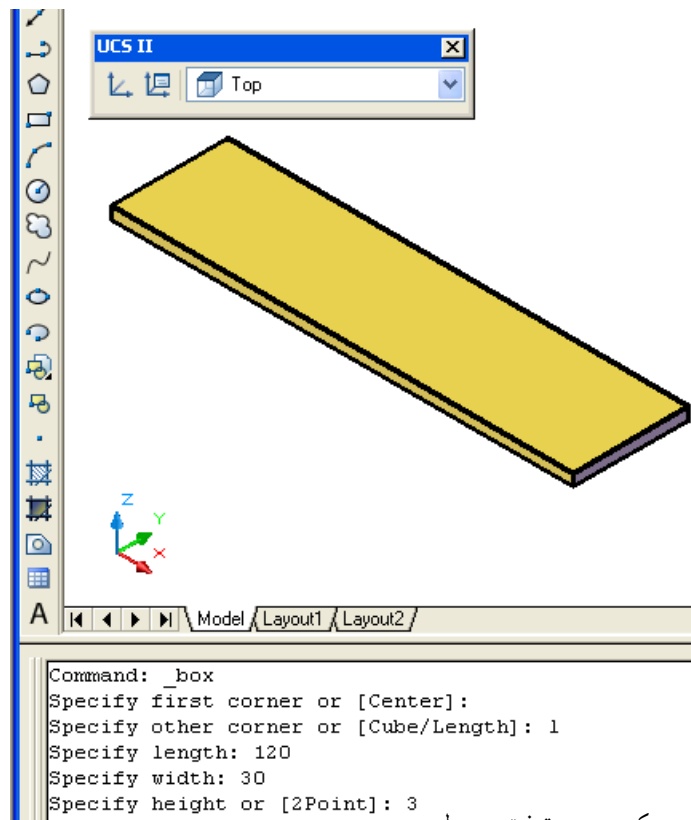 UCS II
Top
Z
Y
X
A
Model Layout1 Layout2
Command: _box
Specify first corner or [Center]:
Specify other corner or [Cube/Length]: l
Specify length: 120
Specify width: 30
Specify height or [2Point]: 3